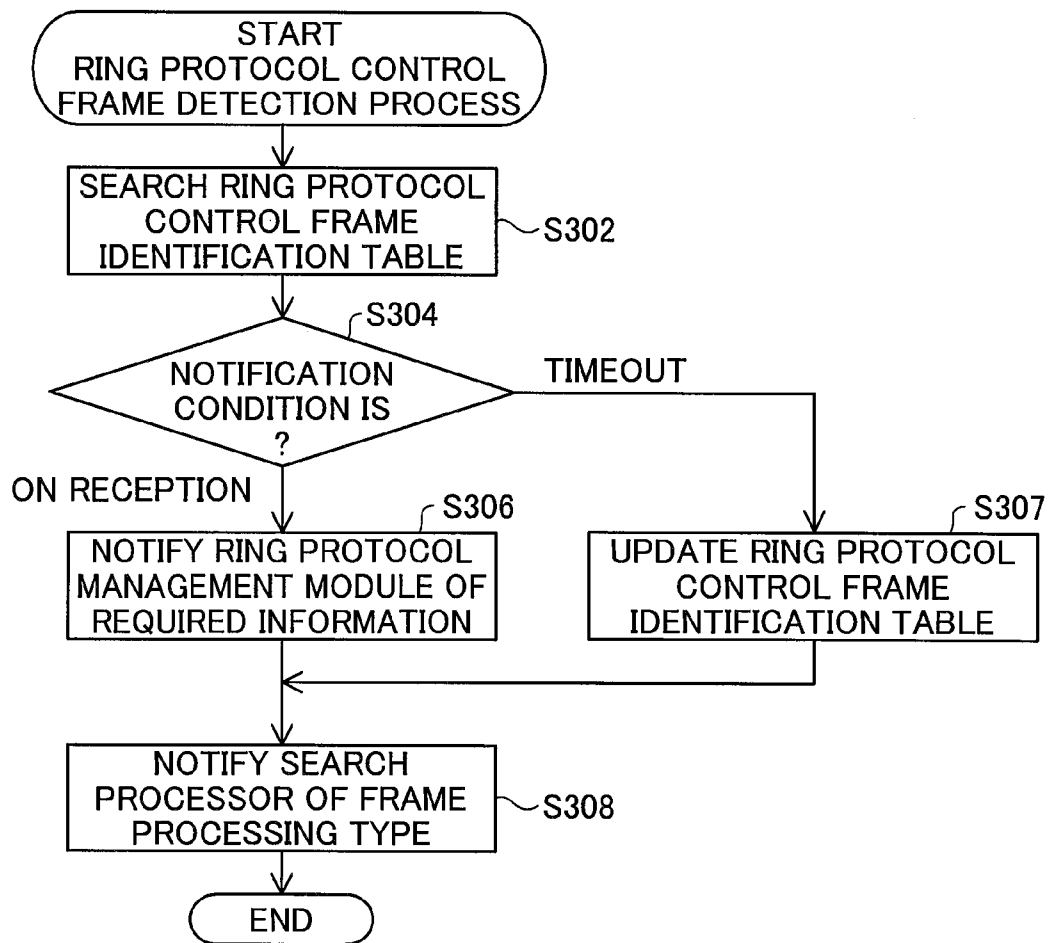 START
RING PROTOCOL CONTROL
FRAME DETECTION PROCESS
SEARCH RING PROTOCOL
CONTROL FRAME
IDENTIFICATION TABLE
S302
S304
NOTIFICATION
CONDITION IS
?
TIMEOUT
ON RECEPTION
S306
NOTIFY RING PROTOCOL
MANAGEMENT MODULE OF
REQUIRED INFORMATION
S307
UPDATE RING PROTOCOL
CONTROL FRAME
IDENTIFICATION TABLE
NOTIFY SEARCH
PROCESSOR OF FRAME
PROCESSING TYPE
S308
END